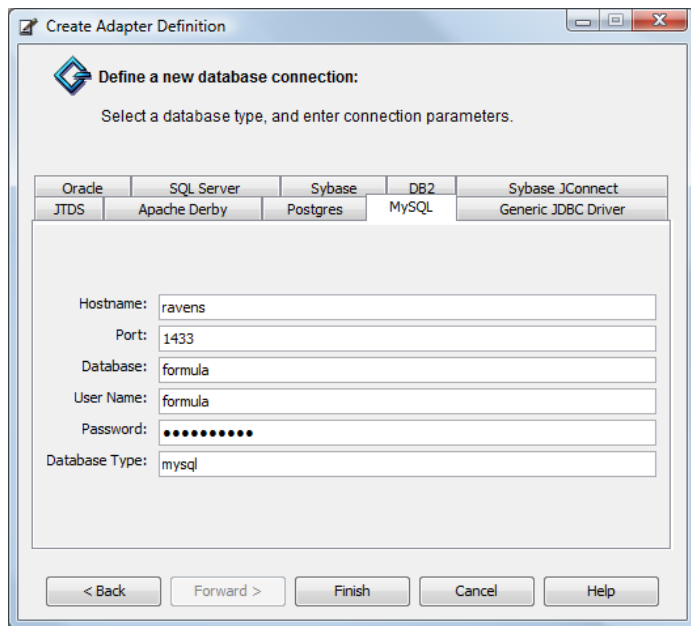 Create Adapter Definition
Define a new database connection:
Select a database type, and enter connection parameters.
Oracle SQL Server Sybase DB2 Sybase JConnect
JTDS Apache Derby Postgres MySQL Generic JDBC Driver
Hostname: ravens
Port: 1433
Database: formula
User Name: formula
Password: ●●●●●●●●●●
Database Type: mysql
< Back Forward > Finish Cancel Help